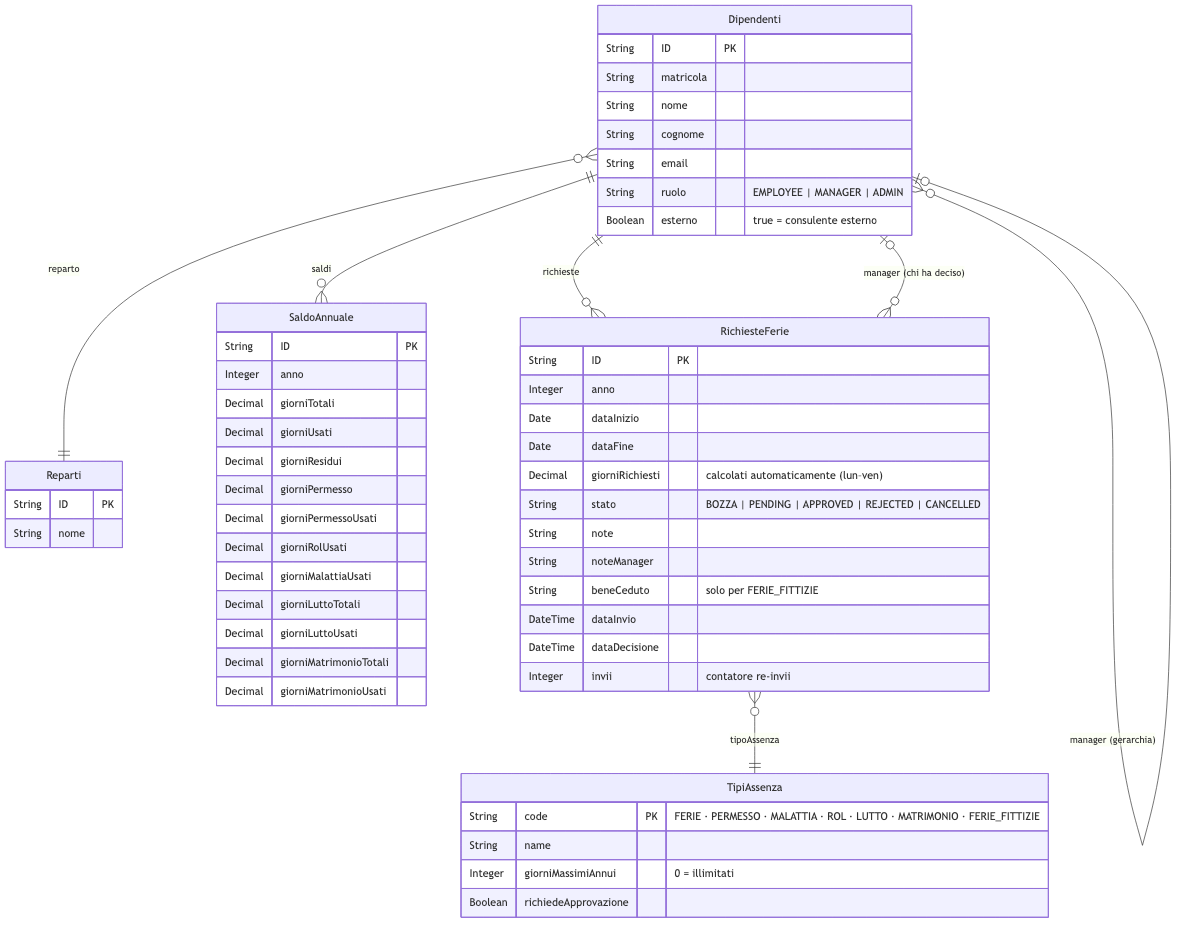 Dipendenti
String ID PK
String matricola
String nome
String cognome
String email
String ruolo EMPLOYEE | MANAGER | ADMIN
Boolean esterno true = consulente esterno
reparto
saldi
richieste
manager (chi ha deciso)
SaldoAnnuale
String ID PK
Integer anno
Decimal giorniTotali
Decimal giorniUsati
Decimal giorniResidui
Decimal giorniPermesso
Decimal giorniPermessoUsati
Decimal giorniRolUsati
Decimal giorniMalattiaUsati
Decimal giorniLuttoTotali
Decimal giorniLuttoUsati
Decimal giorniMatrimonioTotali
Decimal giorniMatrimonioUsati
RichiesteFerie
String ID PK
Integer anno
Date dataInizio
Date dataFine
Decimal giorniRichiesti calcolati automaticamente (lun-ven)
String stato BOZZA | PENDING | APPROVED | REJECTED | CANCELLED
String note
String noteManager
String beneCeduto solo per FERIE_FITTIZIE
DateTime dataInvio
DateTime dataDecisione
Integer invii contatore re-invii
Reparti
String ID PK
String nome
tipoAssenza
manager (gerarchia)
TipiAssenza
String code PK FERIE · PERMESSO · MALATTIA · ROL · LUTTO · MATRIMONIO · FERIE_FITTIZIE
String name
Integer giorniMassimiAnnui 0 = illimitati
Boolean richiedeApprovazione